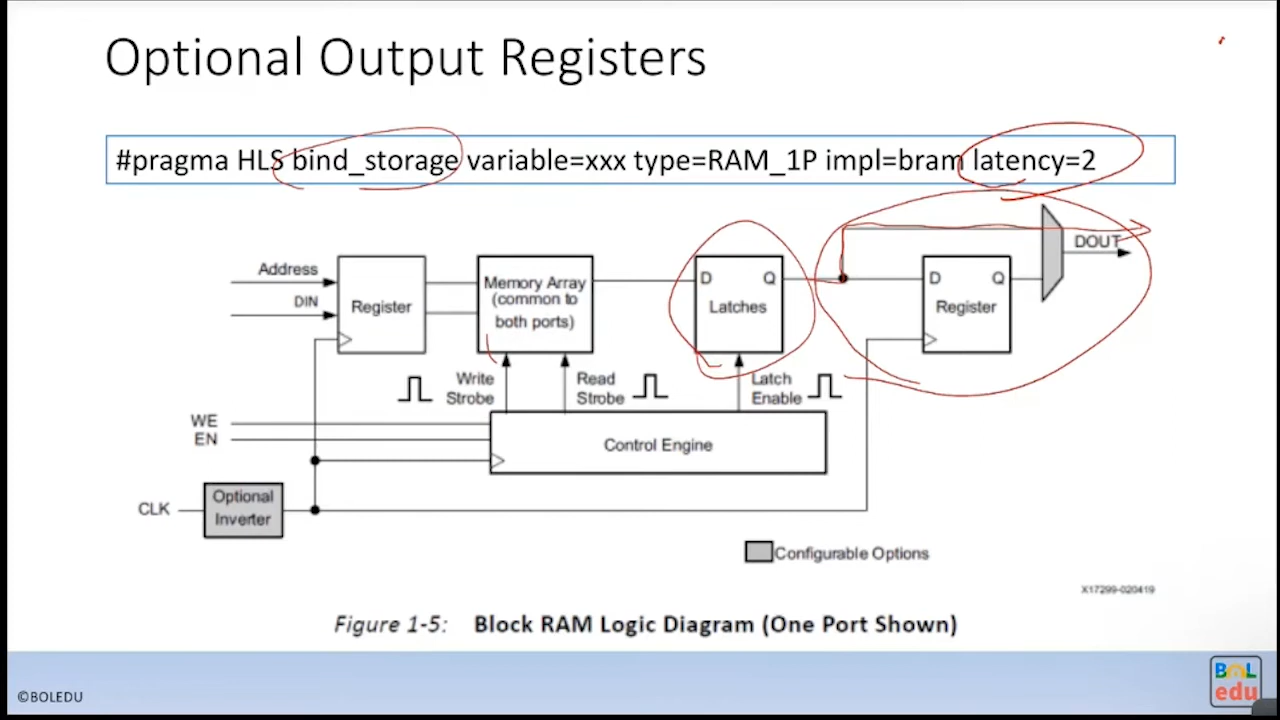 Optional Output Registers
#pragma HLS bind_storage variable=xxx type=RAM_1P impl=bram latency=2
Address
DIN
Register
Memory Array
(common to
both ports)
D Q
Latches
D Q
Register
DOUT
Write
Strobe
Read
Strobe
Latch
Enable
WE
EN
Control Engine
CLK
Optional
Inverter
Configurable Options
X17299-020419
Figure 1-5: Block RAM Logic Diagram (One Port Shown)
©BOLEDU
BOL
edu